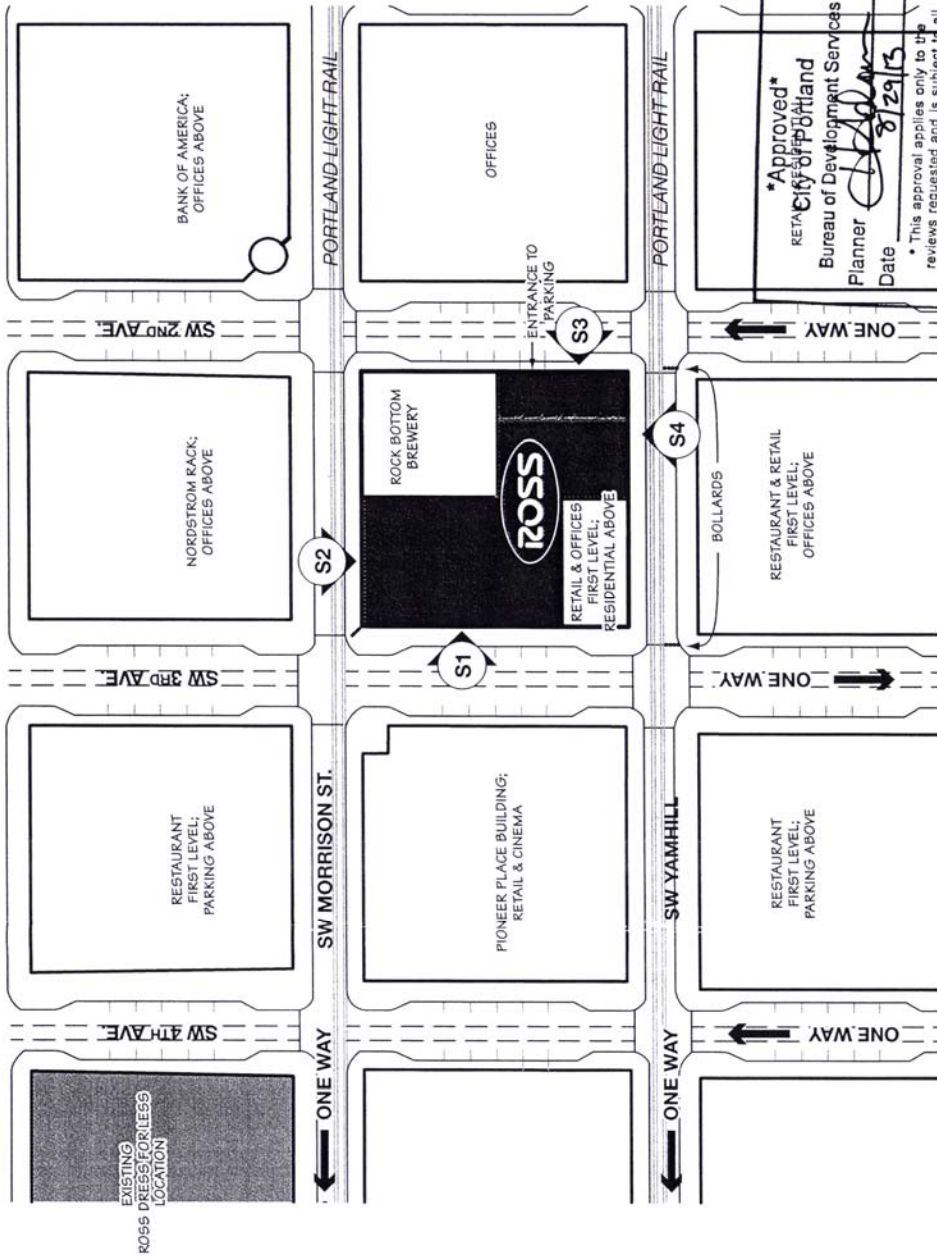 EXISTING
ROSS DRESS FOR LESS
LOCATION
SW 4TH AVE.
RESTAURANT
FIRST LEVEL;
PARKING ABOVE
SW 3RD AVE.
NORDSTROM RACK;
OFFICES ABOVE
SW 2ND AVE.
BANK OF AMERICA;
OFFICES ABOVE
ONE WAY
SW MORRISON ST.
S2
PORTLAND LIGHT RAIL
PIONEER PLACE BUILDING;
RETAIL & CINEMA
S1
ROCK BOTTOM
BREWERY
ROSS
RETAIL & OFFICES
FIRST LEVEL;
RESIDENTIAL ABOVE
ENTRANCE TO
PARKING
S3
OFFICES
ONE WAY
SW YAMHILL
S4
PORTLAND LIGHT RAIL
BOLLARDS
ONE WAY
RESTAURANT
FIRST LEVEL;
PARKING ABOVE
ONE WAY
RESTAURANT & RETAIL
FIRST LEVEL;
OFFICES ABOVE
ONE WAY
RETAIL; RESIDENTIAL
*Approved*
City of Portland
Bureau of Development Services
Planner
Date 8/29/13
* This approval applies only to the
reviews requested and is subject to all